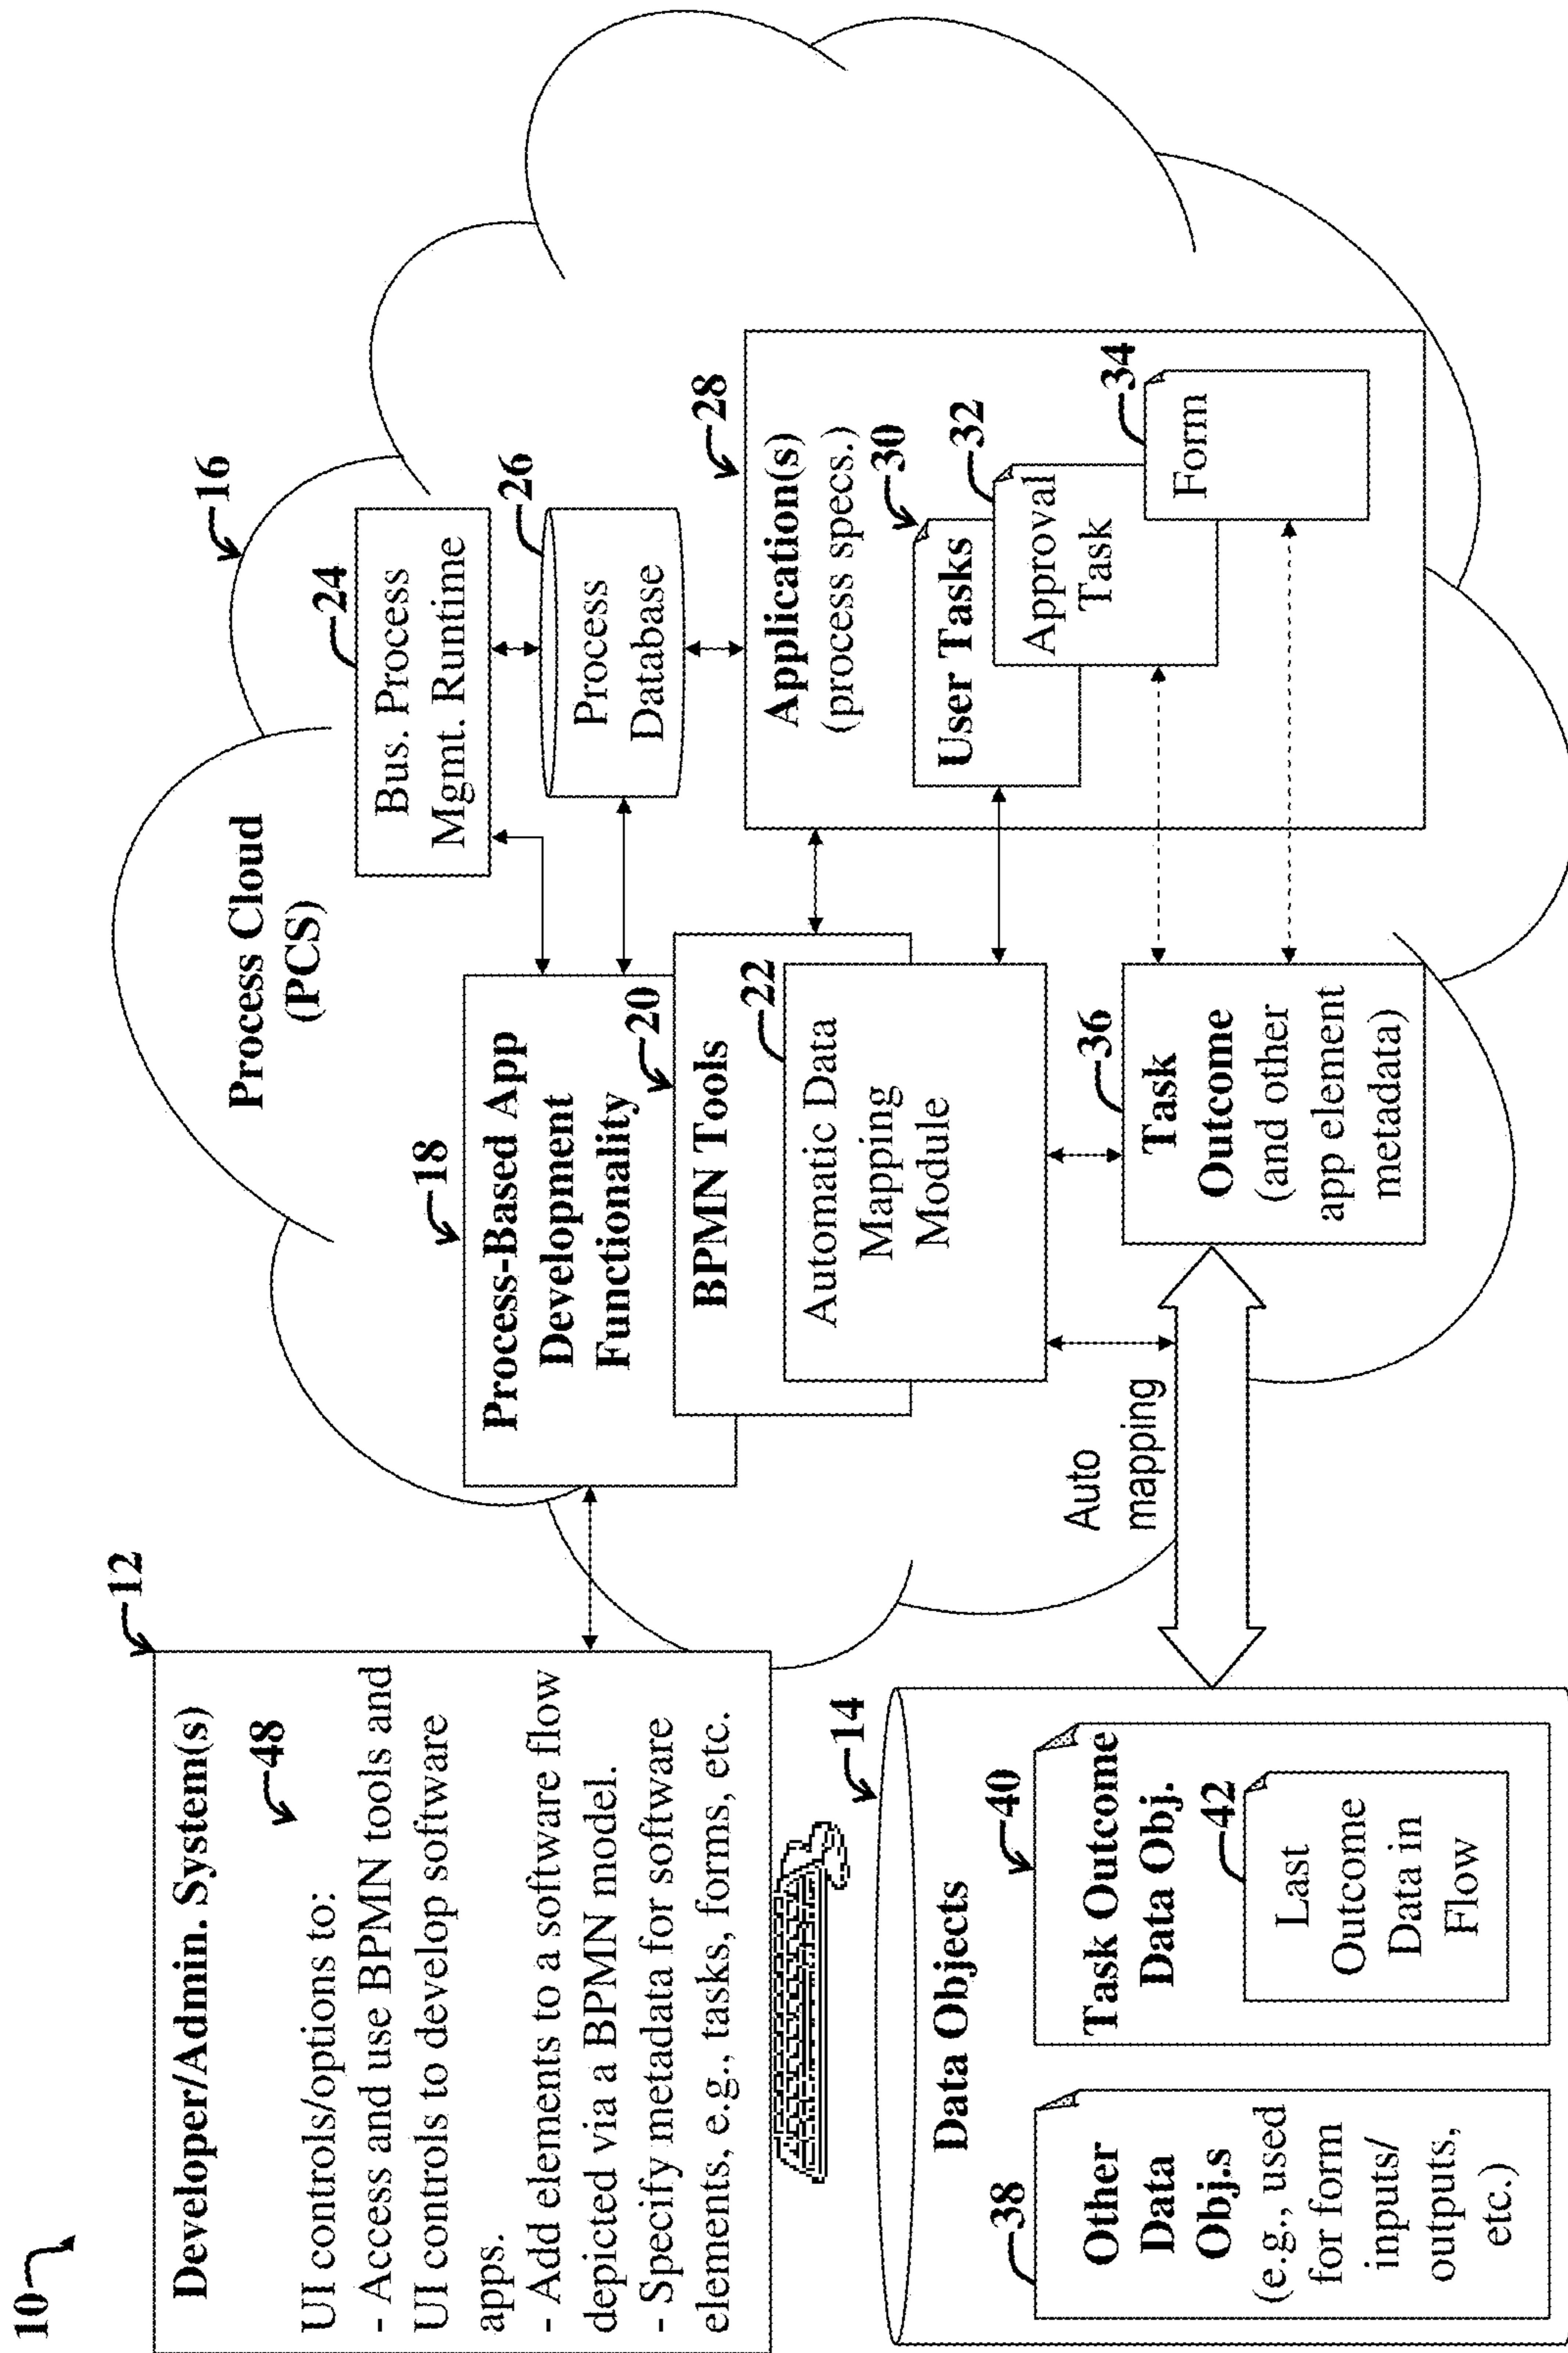 10
12
Developer/Admin. System(s)
48
UI controls/options to:
- Access and use BPMN tools and
UI controls to develop software
apps.
- Add elements to a software flow
depicted via a BPMN model.
- Specify metadata for software
elements, e.g., tasks, forms, etc.
14
Data Objects
38
Other
Data
Obj.s
(e.g., used
for form
inputs/
outputs,
etc.)
40
Task Outcome
Data Obj.
42
Last
Outcome
Data in
Flow
Auto
mapping
16
Process Cloud
(PCS)
18
Process-Based App
Development
Functionality
20
BPMN Tools
22
Automatic Data
Mapping
Module
36
Task
Outcome
(and other
app element
metadata)
24
Bus. Process
Mgmt. Runtime
26
Process
Database
28
Application(s)
(process specs.)
30
User Tasks
32
Approval
Task
34
Form